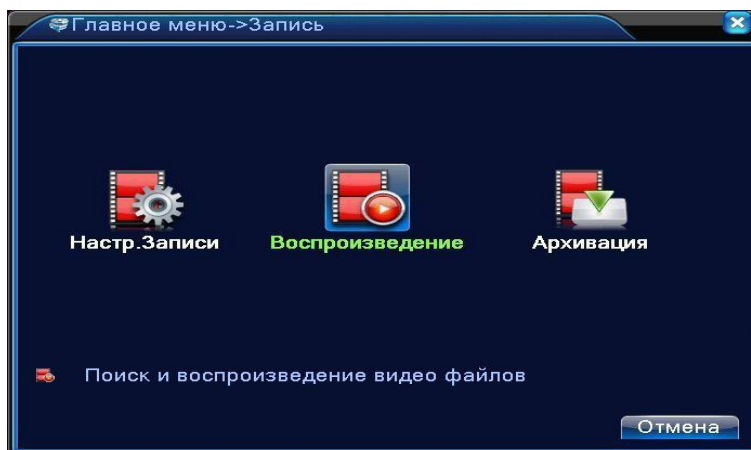 Главное меню->Запись
Настр.Записи
Воспроизведение
Архивация
Поиск и воспроизведение видео файлов
Отмена